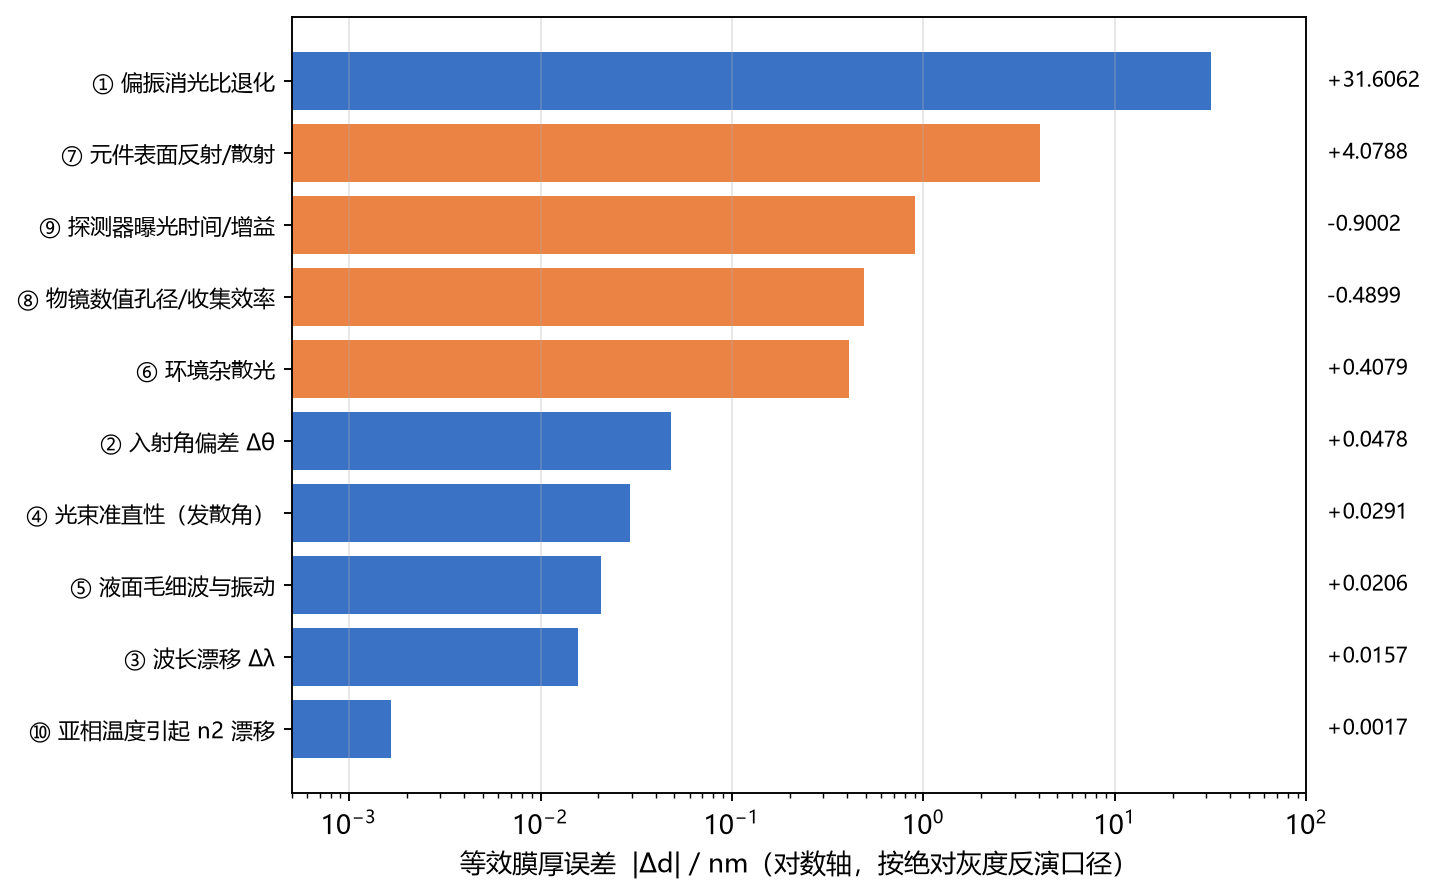 ① 偏振消光比退化 +31.6062
⑦ 元件表面反射/散射 +4.0788
⑨ 探测器曝光时间/增益 -0.9002
⑧ 物镜数值孔径/收集效率 -0.4899
⑥ 环境杂散光 +0.4079
② 入射角偏差 Δθ +0.0478
④ 光束准直性（发散角） +0.0291
⑤ 液面毛细波与振动 +0.0206
③ 波长漂移 Δλ +0.0157
⑩ 亚相温度引起 n2 漂移 +0.0017
10⁻³ 10⁻² 10⁻¹ 10⁰ 10¹ 10²
等效膜厚误差 |Δd| / nm（对数轴，按绝对灰度反演口径）